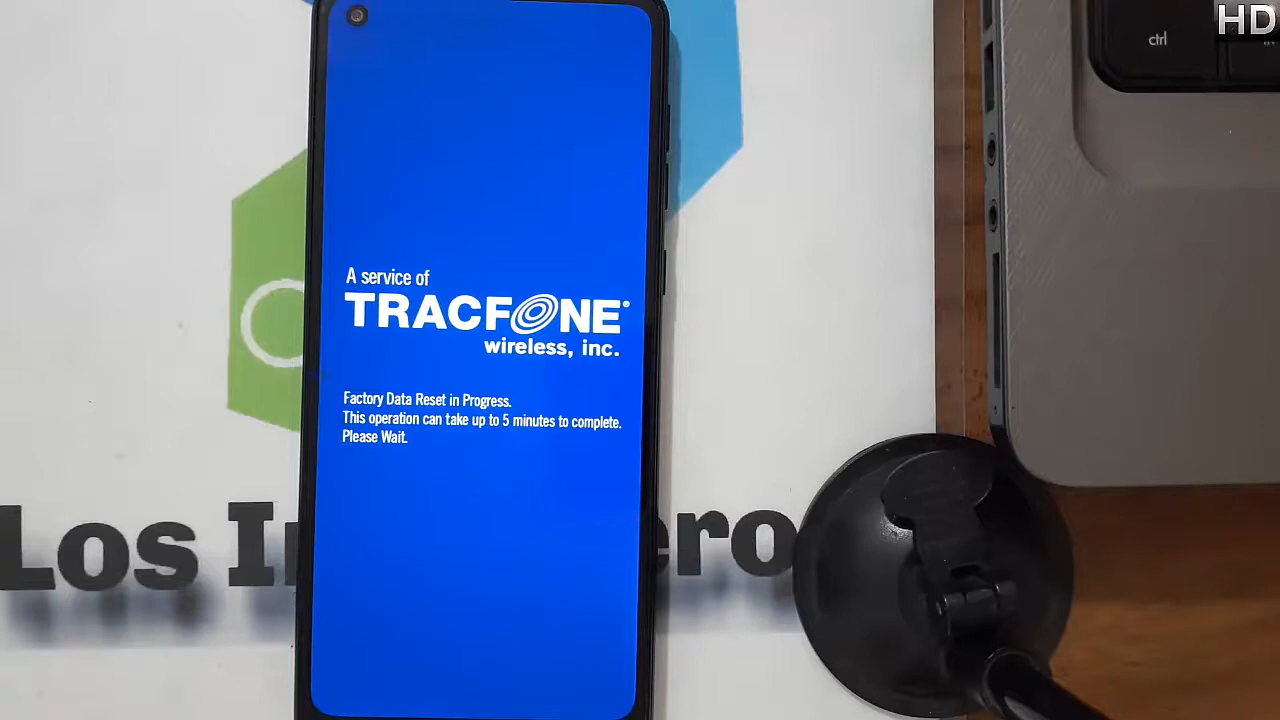 HD
ctrl
A service of
TRACFONE®
wireless, inc.
Factory Data Reset in Progress.
This operation can take up to 5 minutes to complete.
Please Wait.
Los In ero